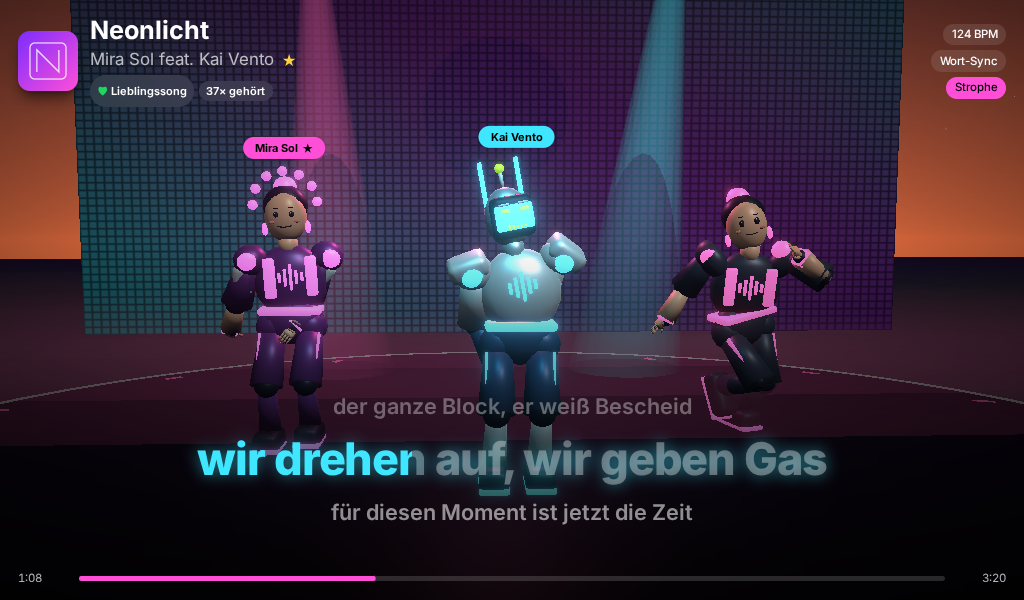 Neonlicht
Mira Sol feat. Kai Vento ★
Lieblingssong
37× gehört
124 BPM
Wort-Sync
Strophe
Mira Sol ★
Kai Vento
der ganze Block, er weiß Bescheid
wir drehen auf, wir geben Gas
für diesen Moment ist jetzt die Zeit
1:08
3:20